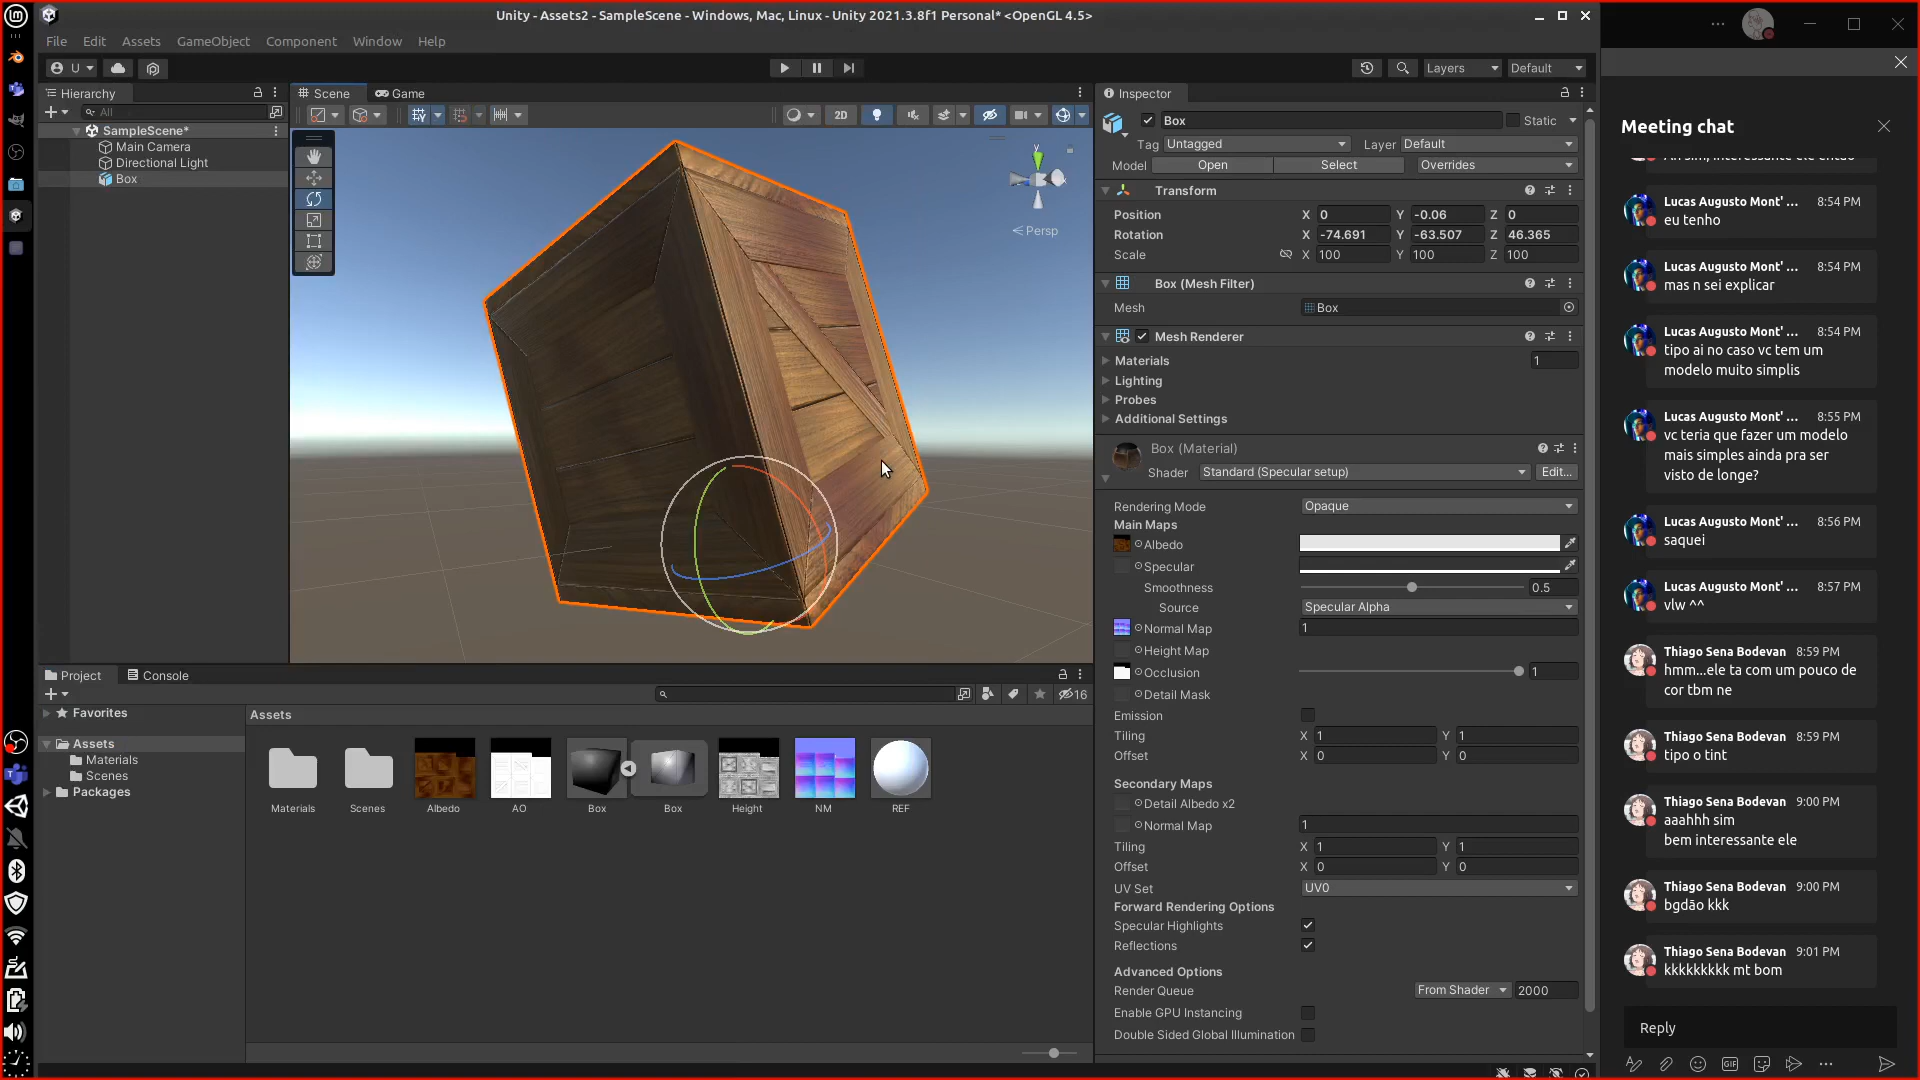 Unity - Assets2 - SampleScene - Windows, Mac, Linux - Unity 2021.3.8f1 Personal* <OpenGL 4.5>
File Edit Assets GameObject Component Window Help
U
Layers
Default
Hierarchy
All
SampleScene*
Main Camera
Directional Light
Box
Scene
Game
2D
y
Persp
Inspector
Box
Static
Tag Untagged
Layer Default
Model Open Select Overrides
Transform
Position X 0 Y -0.06 Z 0
Rotation X -74.691 Y -63.507 Z 46.365
Scale X 100 Y 100 Z 100
Box (Mesh Filter)
Mesh Box
Mesh Renderer
Materials 1
Lighting
Probes
Additional Settings
Box (Material)
Shader Standard (Specular setup) Edit...
Rendering Mode Opaque
Main Maps
Albedo
Specular
Smoothness 0.5
Source Specular Alpha
Normal Map 1
Height Map
Occlusion 1
Detail Mask
Emission
Tiling X 1 Y 1
Offset X 0 Y 0
Secondary Maps
Detail Albedo x2
Normal Map 1
Tiling X 1 Y 1
Offset X 0 Y 0
UV Set UV0
Forward Rendering Options
Specular Highlights
Reflections
Advanced Options
Render Queue From Shader 2000
Enable GPU Instancing
Double Sided Global Illumination
Project
Console
16
Favorites
Assets
Materials
Scenes
Packages
Assets
Materials
Scenes
Albedo
AO
Box
Box
Height
NM
REF
Meeting chat
Lucas Augusto Mont' ... 8:54 PM
eu tenho
Lucas Augusto Mont' ... 8:54 PM
mas n sei explicar
Lucas Augusto Mont' ... 8:54 PM
tipo ai no caso vc tem um
modelo muito simplis
Lucas Augusto Mont' ... 8:55 PM
vc teria que fazer um modelo
mais simples ainda pra ser
visto de longe?
Lucas Augusto Mont' ... 8:56 PM
saquei
Lucas Augusto Mont' ... 8:57 PM
vlw ^^
Thiago Sena Bodevan 8:59 PM
hmm...ele ta com um pouco de
cor tbm ne
Thiago Sena Bodevan 8:59 PM
tipo o tint
Thiago Sena Bodevan 9:00 PM
aaahhh sim
bem interessante ele
Thiago Sena Bodevan 9:00 PM
bgdão kkk
Thiago Sena Bodevan 9:01 PM
kkkkkkkkk mt bom
Reply
GIF